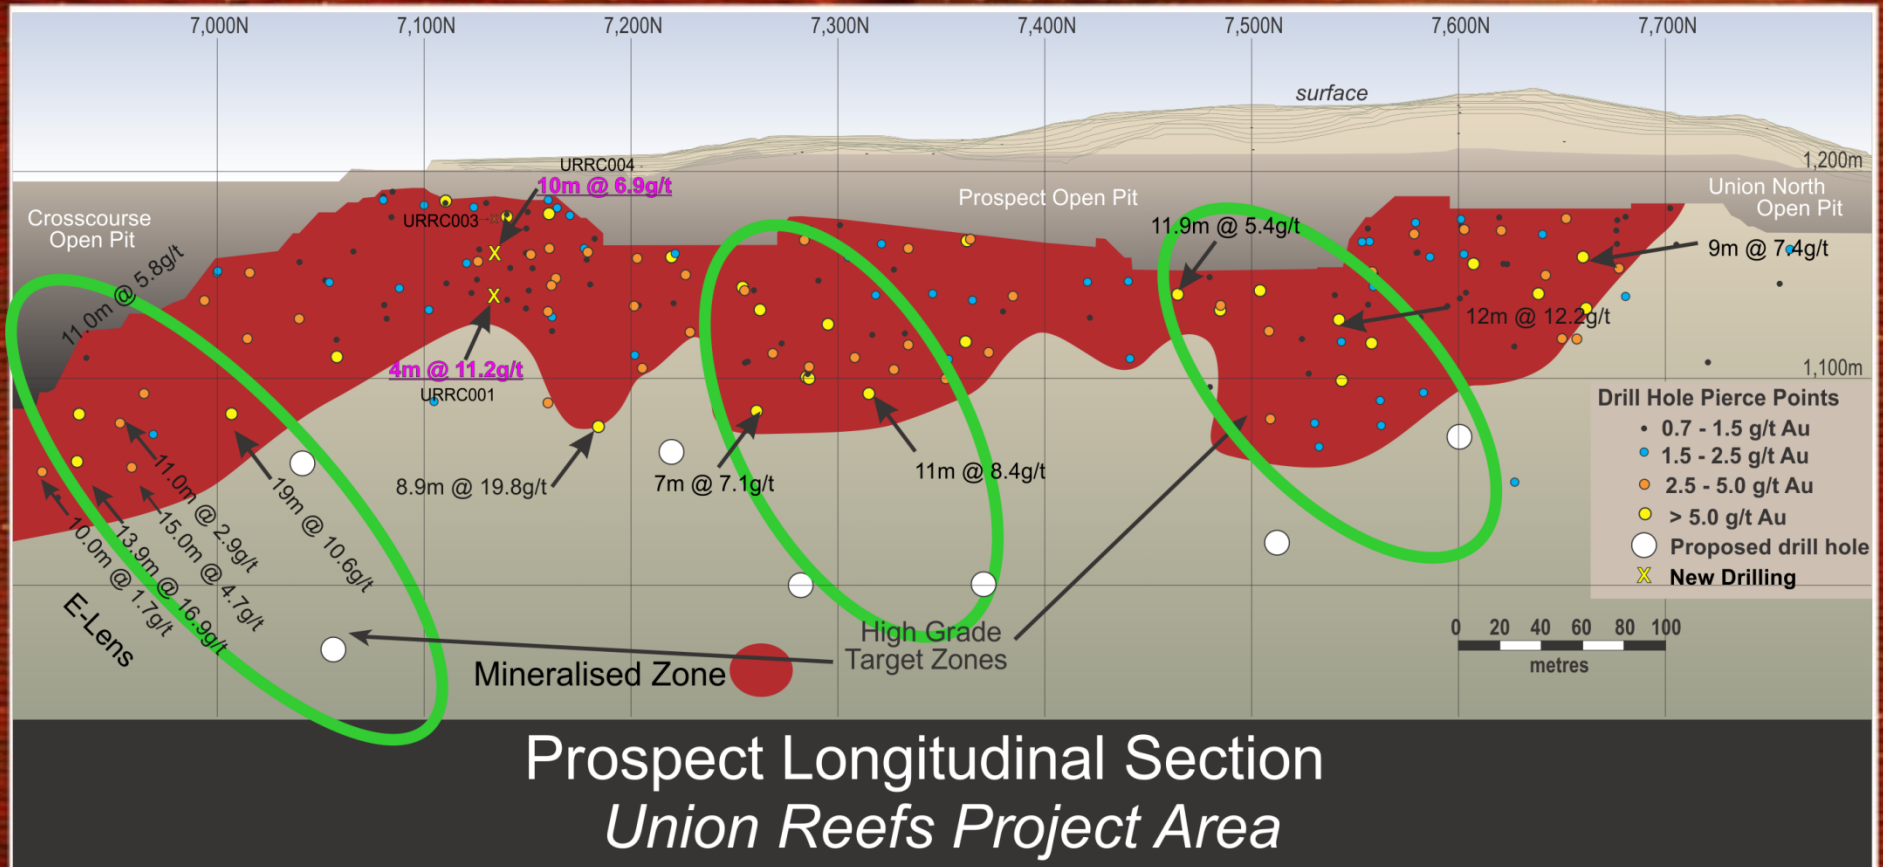 7,000N
7,100N
7,200N
7,300N
7,400N
7,500N
7,600N
7,700N
surface
1,200m
URRC004
10m @ 6.9g/t
Prospect Open Pit
Union North
Open Pit
Crosscourse
Open Pit
URRC003
11.9m @ 5.4g/t
9m @ 7.4g/t
11.0m @ 5.8g/t
12m @ 12.2g/t
4m @ 11.2g/t
1,100m
URRC001
Drill Hole Pierce Points
0.7 - 1.5 g/t Au
1.5 - 2.5 g/t Au
2.5 - 5.0 g/t Au
> 5.0 g/t Au
Proposed drill hole
X New Drilling
8.9m @ 19.8g/t
7m @ 7.1g/t
11m @ 8.4g/t
19m @ 10.6g/t
11.0m @ 2.9g/t
15.0m @ 4.7g/t
13.9m @ 16.9g/t
10.0m @ 1.7g/t
E-Lens
High Grade
Target Zones
Mineralised Zone
0 20 40 60 80 100
metres
Prospect Longitudinal Section
Union Reefs Project Area